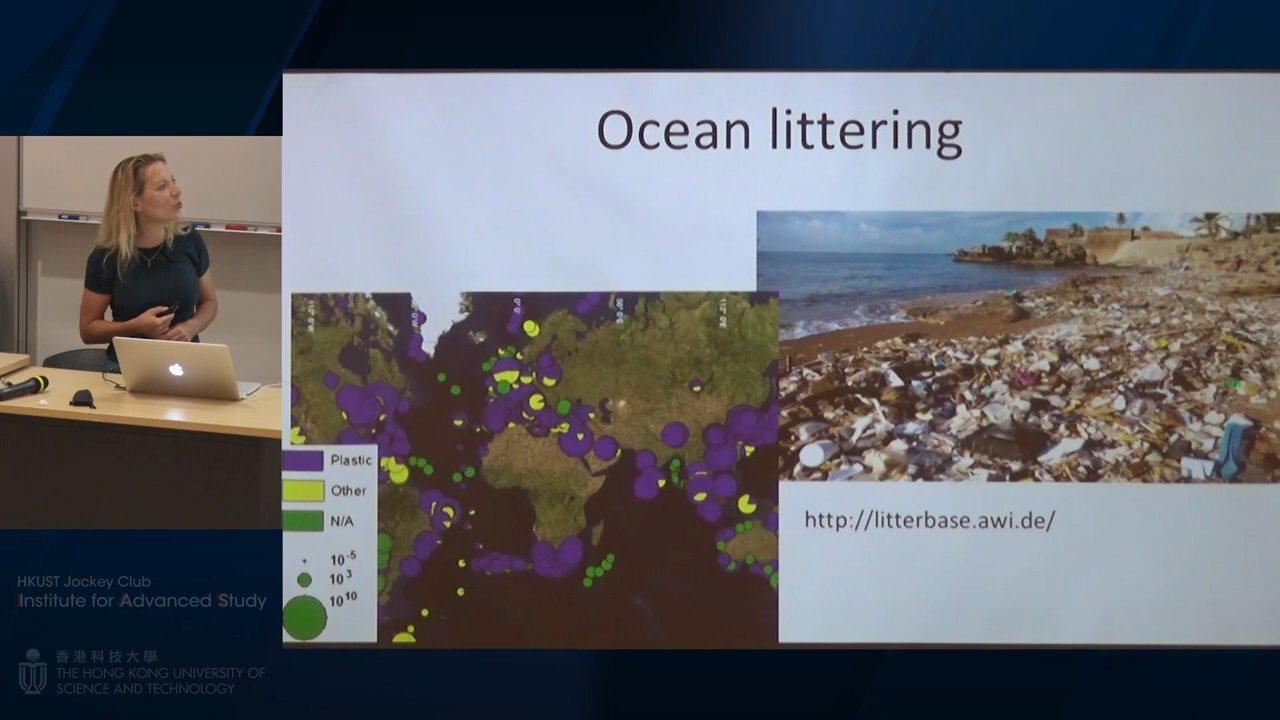 Ocean littering
Plastic
Other
N/A
10-5
103
1010
http://litterbase.awi.de/
HKUST Jockey Club
Institute for Advanced Study
香港科技大學
THE HONG KONG UNIVERSITY OF
SCIENCE AND TECHNOLOGY